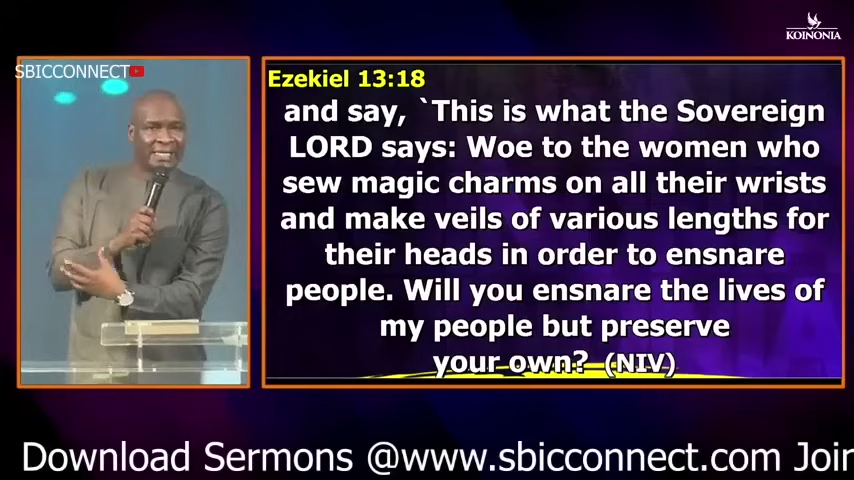 KOINONIA
SBICCONNECT
Ezekiel 13:18
and say, `This is what the Sovereign
LORD says: Woe to the women who
sew magic charms on all their wrists
and make veils of various lengths for
their heads in order to ensnare
people. Will you ensnare the lives of
my people but preserve
your own? (NIV)
Download Sermons @www.sbicconnect.com Join